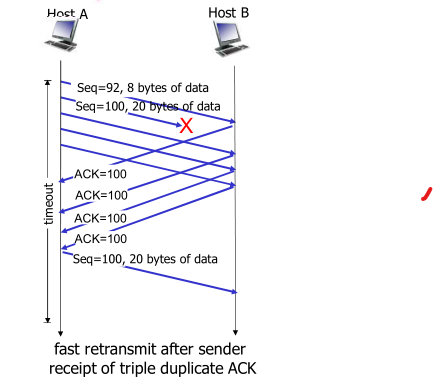 Host A
Host B
Seq=92, 8 bytes of data
Seq=100, 20 bytes of data
X
ACK=100
ACK=100
ACK=100
ACK=100
timeout
Seq=100, 20 bytes of data
fast retransmit after sender
receipt of triple duplicate ACK